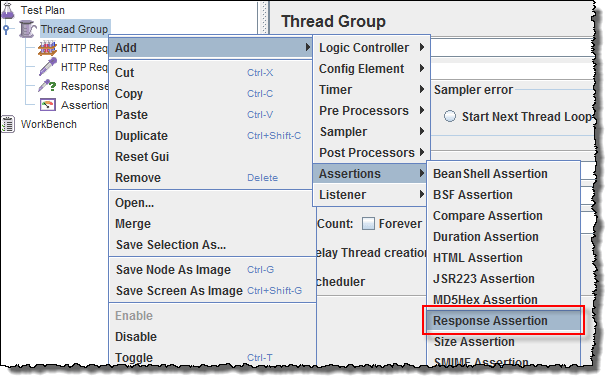 Test Plan
Thread Group
HTTP Req
HTTP Req
Response
Assertion
WorkBench
Add
Cut Ctrl-X
Copy Ctrl-C
Paste Ctrl-V
Duplicate Ctrl+Shift-C
Reset Gui
Remove Delete
Open...
Merge
Save Selection As...
Save Node As Image Ctrl-G
Save Screen As Image Ctrl+Shift-G
Enable
Disable
Toggle Ctrl-T
Logic Controller
Config Element
Timer
Pre Processors
Sampler
Post Processors
Assertions
Listener
BeanShell Assertion
BSF Assertion
Compare Assertion
Duration Assertion
HTML Assertion
JSR223 Assertion
MD5Hex Assertion
Response Assertion
Size Assertion
SMIME Assertion
Thread Group
Sampler error
Start Next Thread Loop
Count: Forever
elay Thread creation
cheduler